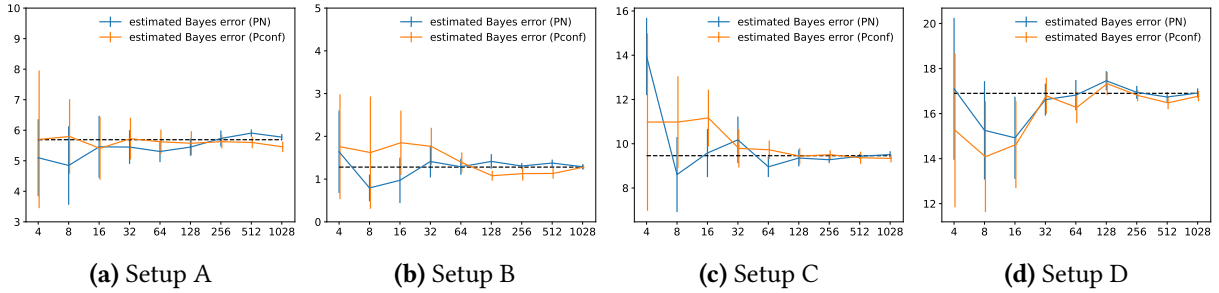 10
9
8
7
6
5
4
3
4 8 16 32 64 128 256 512 1028
estimated Bayes error (PN)
estimated Bayes error (Pconf)
(a) Setup A
5
4
3
2
1
0
4 8 16 32 64 128 256 512 1028
estimated Bayes error (PN)
estimated Bayes error (Pconf)
(b) Setup B
16
14
12
10
8
4 8 16 32 64 128 256 512 1028
estimated Bayes error (PN)
estimated Bayes error (Pconf)
(c) Setup C
20
18
16
14
12
4 8 16 32 64 128 256 512 1028
estimated Bayes error (PN)
estimated Bayes error (Pconf)
(d) Setup D